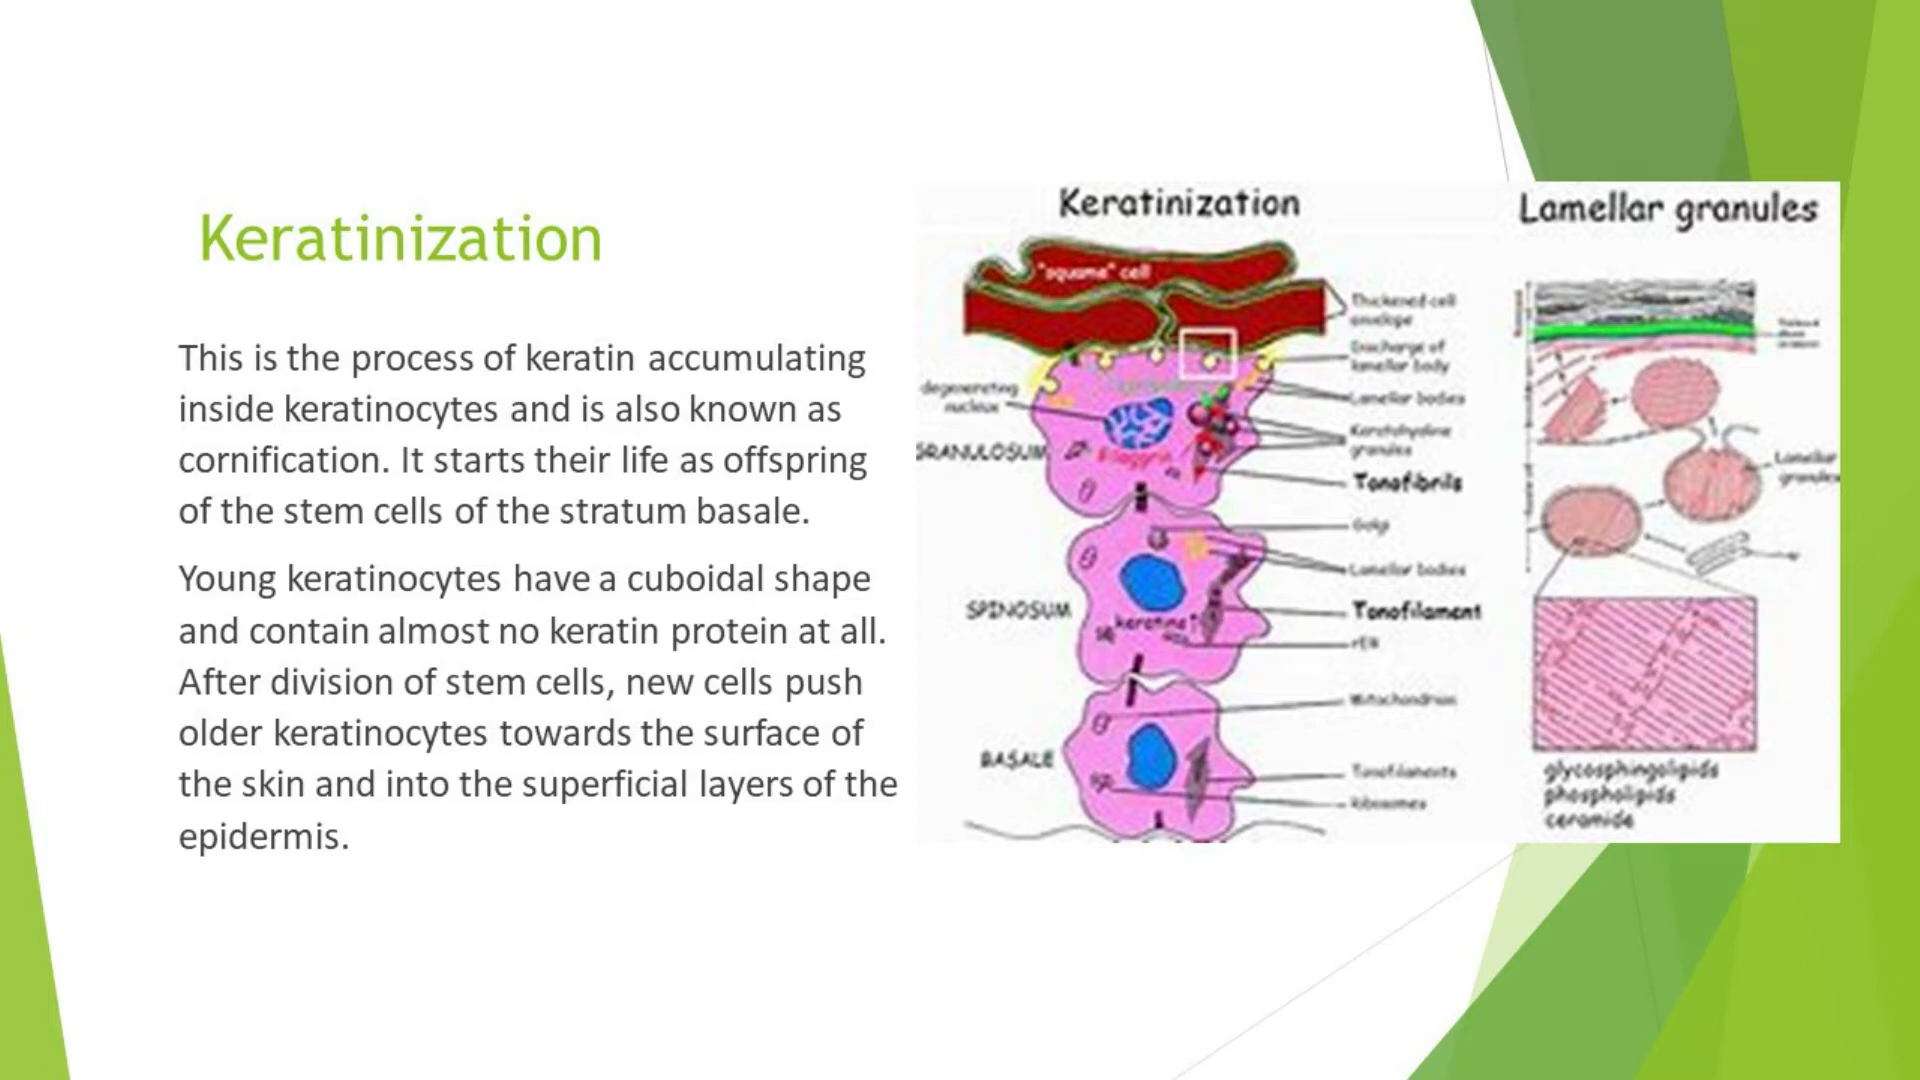 Keratinization
This is the process of keratin accumulating
inside keratinocytes and is also known as
cornification. It starts their life as offspring
of the stem cells of the stratum basale.
Young keratinocytes have a cuboidal shape
and contain almost no keratin protein at all.
After division of stem cells, new cells push
older keratinocytes towards the surface of
the skin and into the superficial layers of the
epidermis.
Keratinization
"squame" cell
Thickened cell
envelope
Discharge of
lamellar body
degenerating
nucleus
Lamellar bodies
Keratohyaline
granules
GRANULOSUM
Filaggrin
Tonofibrils
Golgi
Lamellar bodies
SPINOSUM
Tonofilament
keratins
rER
Mitochondrias
BASALE
Tonofilaments
ribosomes
Lamellar granules
Lamellar
granules
glycosphingolipids
phospholipids
ceramide